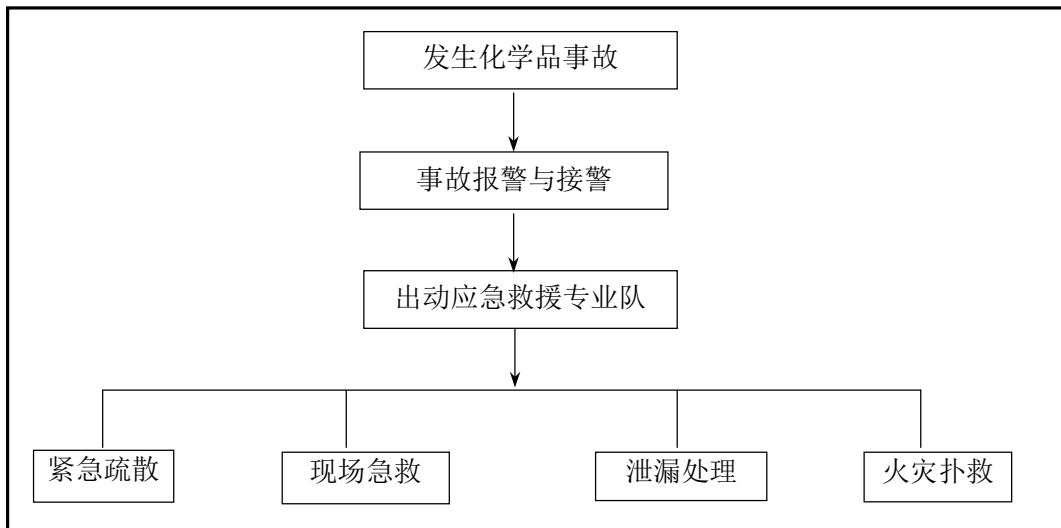 发生化学品事故
事故报警与接警
出动应急救援专业队
紧急疏散
现场急救
泄漏处理
火灾扑救